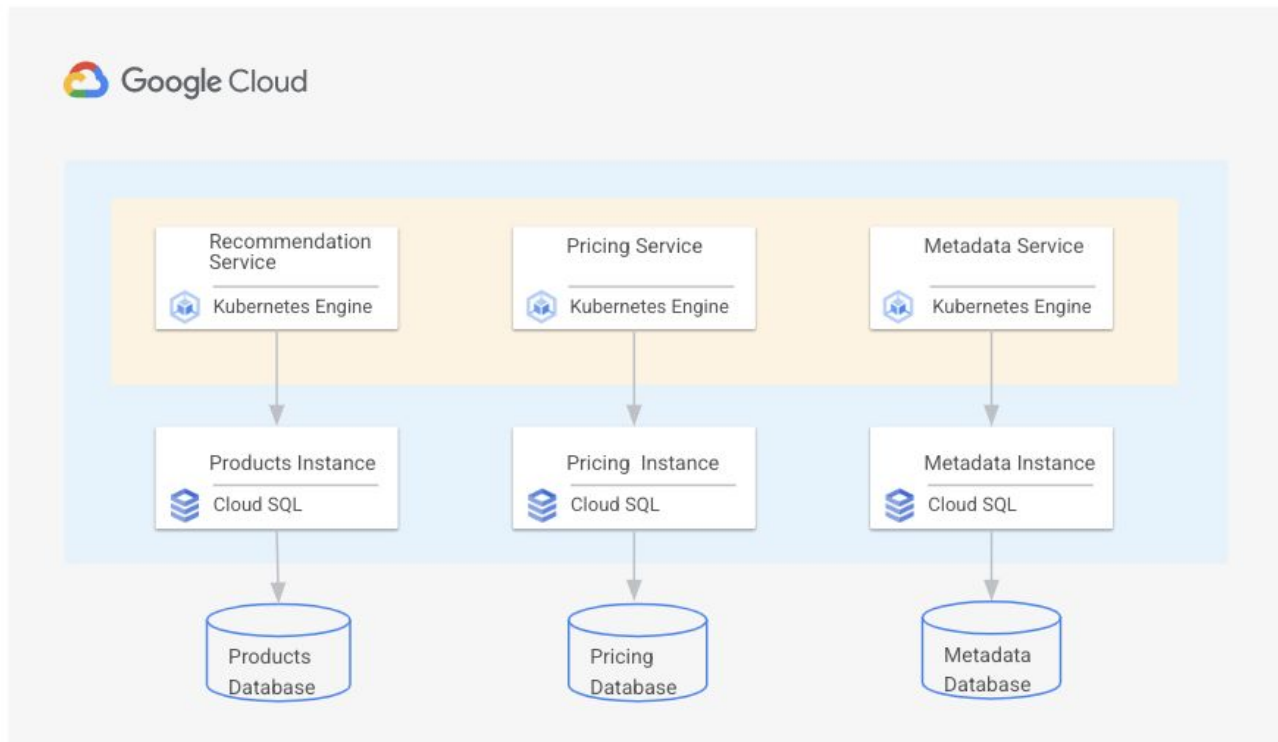 Google Cloud
Recommendation
Service
Kubernetes Engine
Pricing Service
Kubernetes Engine
Metadata Service
Kubernetes Engine
Products Instance
Cloud SQL
Pricing Instance
Cloud SQL
Metadata Instance
Cloud SQL
Products
Database
Pricing
Database
Metadata
Database